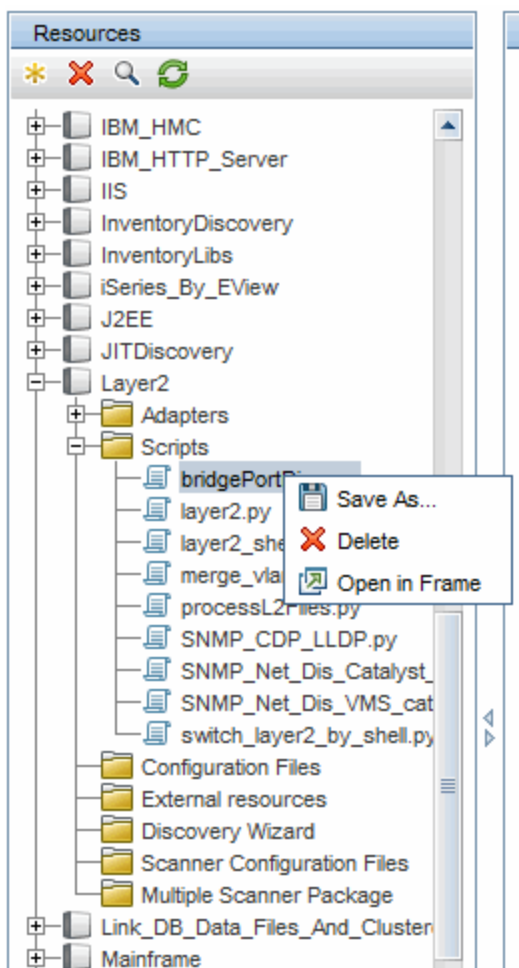 Resources
IBM_HMC
IBM_HTTP_Server
IIS
InventoryDiscovery
InventoryLibs
iSeries_By_EView
J2EE
JITDiscovery
Layer2
Adapters
Scripts
Save As...
layer2.py
Delete
Open in Frame
processL2Files.py
SNMP_CDP_LLDP.py
SNMP_Net_Dis_Catalyst_
SNMP_Net_Dis_VMS_cat
switch_layer2_by_shell.py
Configuration Files
External resources
Discovery Wizard
Scanner Configuration Files
Multiple Scanner Package
Link_DB_Data_Files_And_Cluster
Mainframe